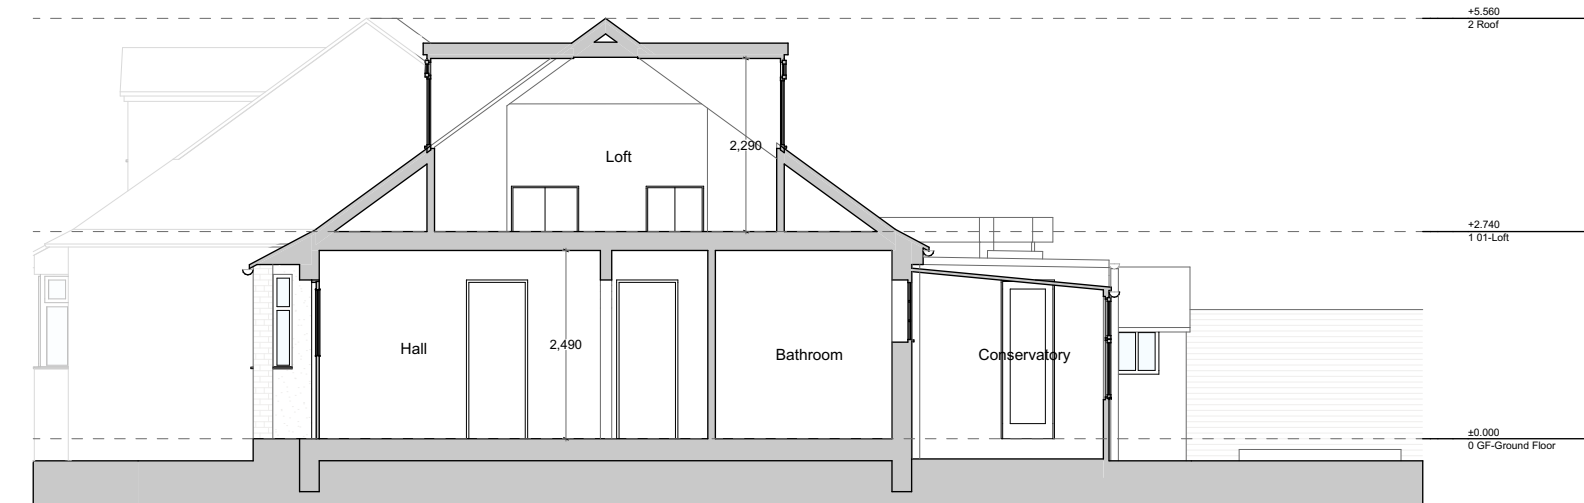 +5.560
2 Roof
2,290
Loft
+2.740
1 01-Loft
2,490
Hall
Bathroom
Conservatory
±0.000
0 GF-Ground Floor